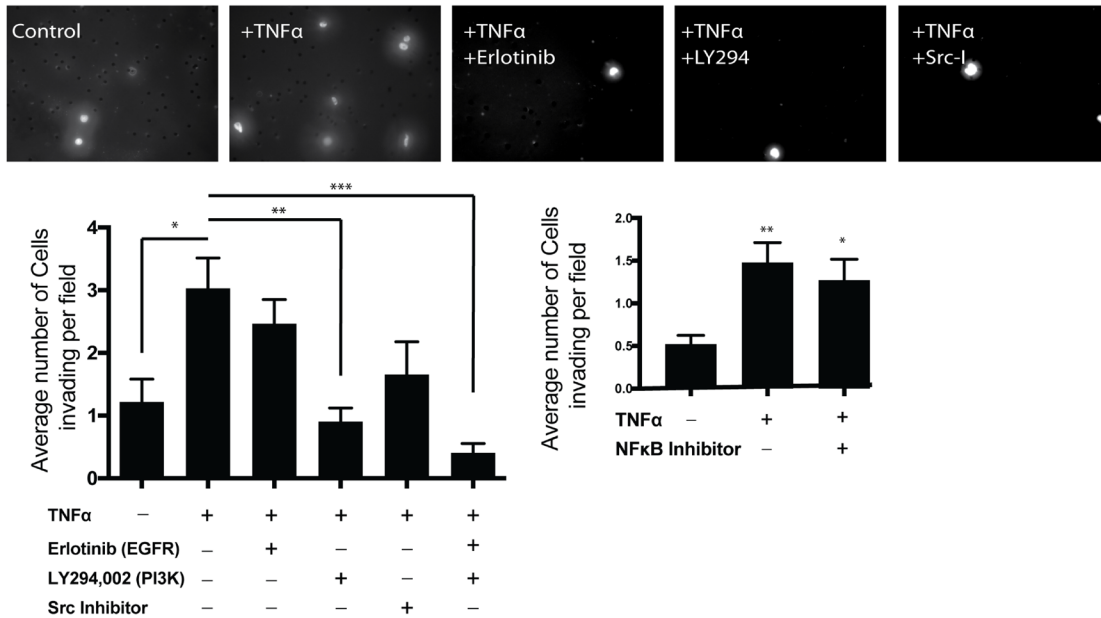 Control
+TNFα
+TNFα
+Erlotinib
+TNFα
+LY294
+TNFα
+Src-I
***
**
*
Average number of Cells
invading per field
4
3
2
1
0
TNFα – + + + + +
Erlotinib (EGFR) – + – – +
LY294,002 (PI3K) – – + – +
Src Inhibitor – – – + –
Average number of Cells
invading per field
2.0
1.5
1.0
0.5
0.0
**
*
TNFα – + +
NFκB Inhibitor – +